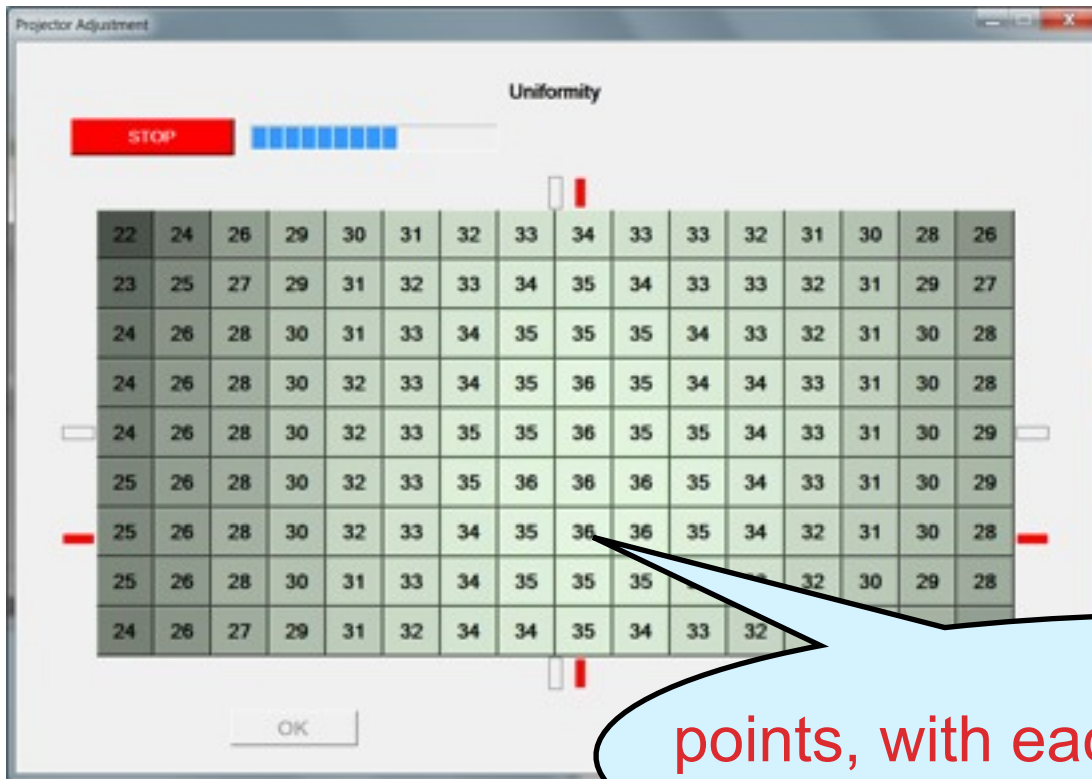 Projector Adjustment
Uniformity
STOP
22 24 26 29 30 31 32 33 34 33 33 32 31 30 28 26
23 25 27 29 31 32 33 34 35 34 33 33 32 31 29 27
24 26 28 30 31 33 34 35 35 35 34 33 32 31 30 28
24 26 28 30 32 33 34 35 36 35 34 34 33 31 30 28
24 26 28 30 32 33 35 35 36 35 35 34 33 31 30 29
25 26 28 30 32 33 35 36 36 36 35 34 33 31 30 29
25 26 28 30 32 33 34 35 36 36 35 34 32 31 30 28
25 26 28 30 31 33 34 35 35 35 32 30 29 28
24 26 27 29 31 32 34 34 35 34 33 32
OK
points, with